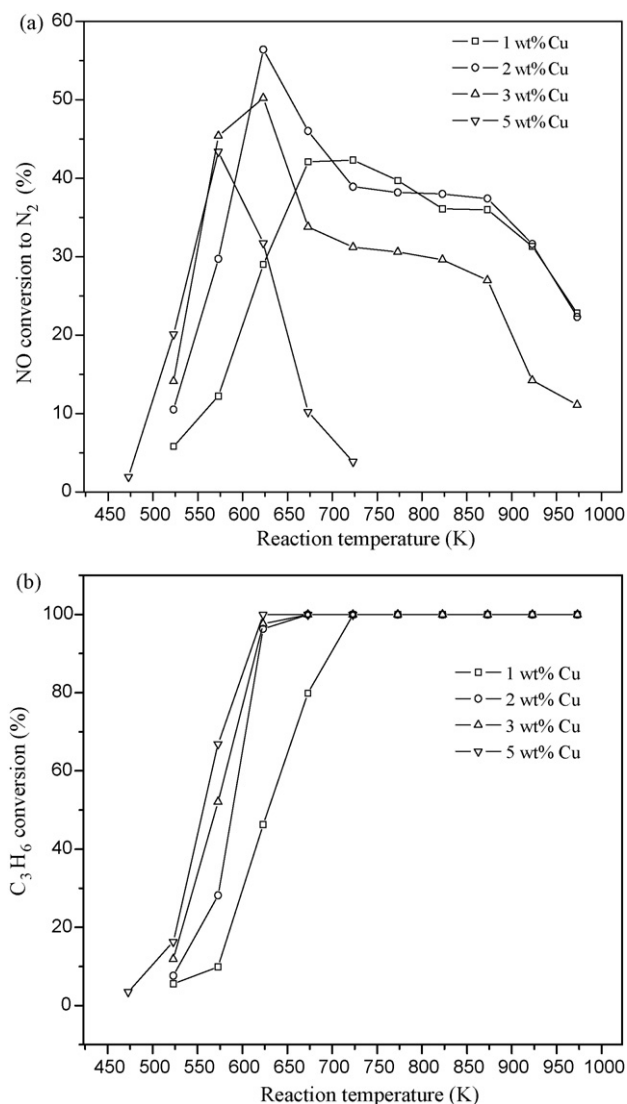 (a)
60
50
40
30
20
10
0
NO conversion to N2 (%)
1 wt% Cu
2 wt% Cu
3 wt% Cu
5 wt% Cu
450 500 550 600 650 700 750 800 850 900 950 1000
Reaction temperature (K)
(b)
100
80
60
40
20
0
C3H6 conversion (%)
1 wt% Cu
2 wt% Cu
3 wt% Cu
5 wt% Cu
450 500 550 600 650 700 750 800 850 900 950 1000
Reaction temperature (K)